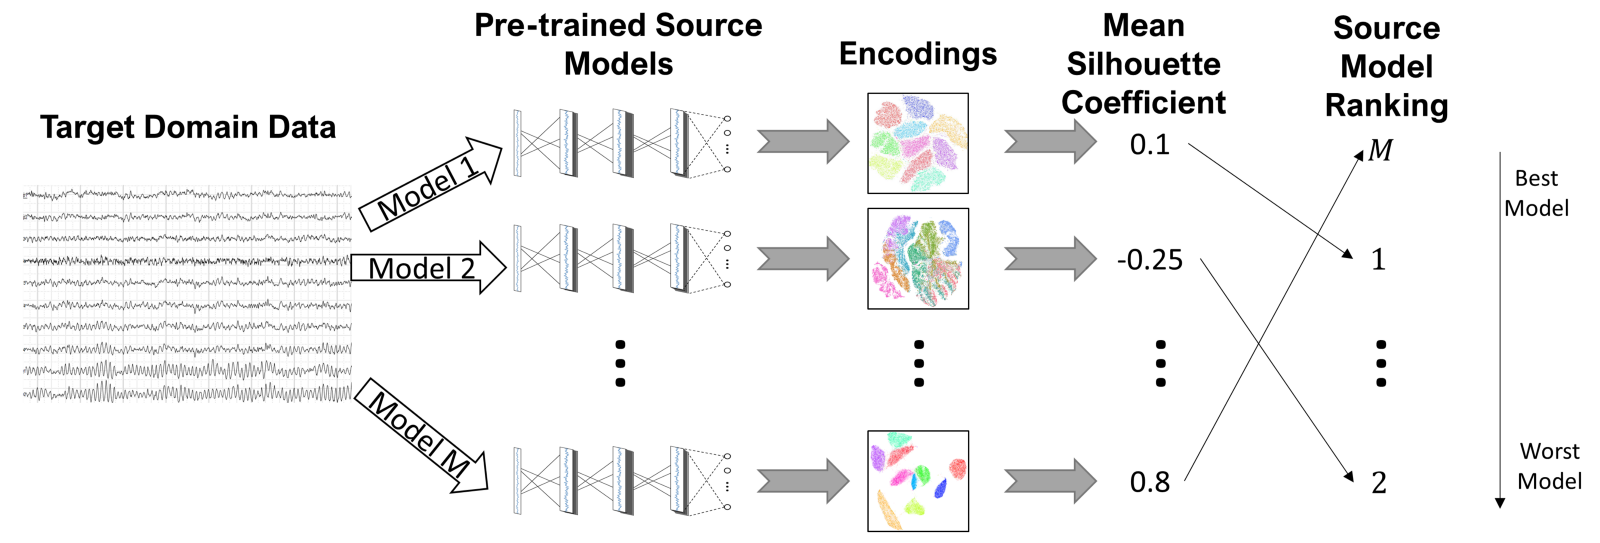 Pre-trained Source
Models
Encodings
Mean
Silhouette
Coefficient
Source
Model
Ranking
Target Domain Data
Model 1
Model 2
Model M
0.1
-0.25
0.8
M
1
2
Best
Model
Worst
Model